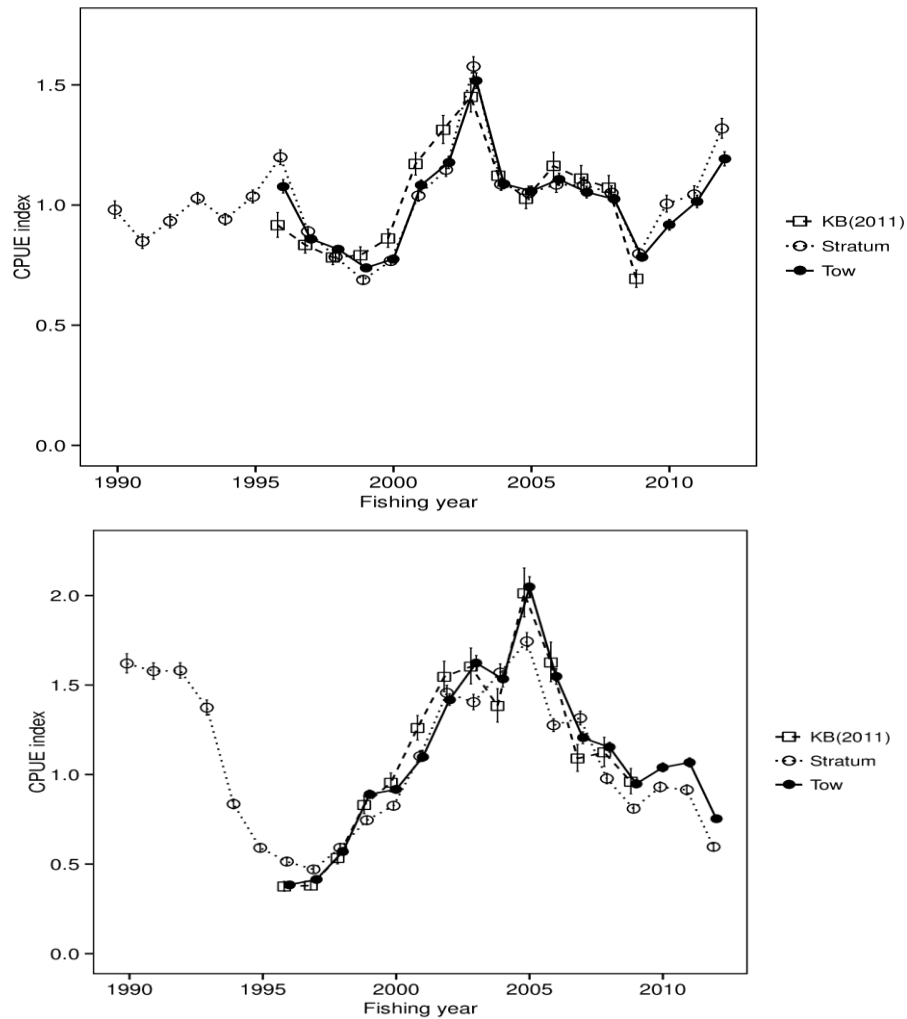 1.5
1.0
0.5
0.0
CPUE index
1990 1995 2000 2005 2010
Fishing year
KB(2011)
Stratum
Tow
2.0
1.5
1.0
0.5
0.0
CPUE index
1990 1995 2000 2005 2010
Fishing year
KB(2011)
Stratum
Tow